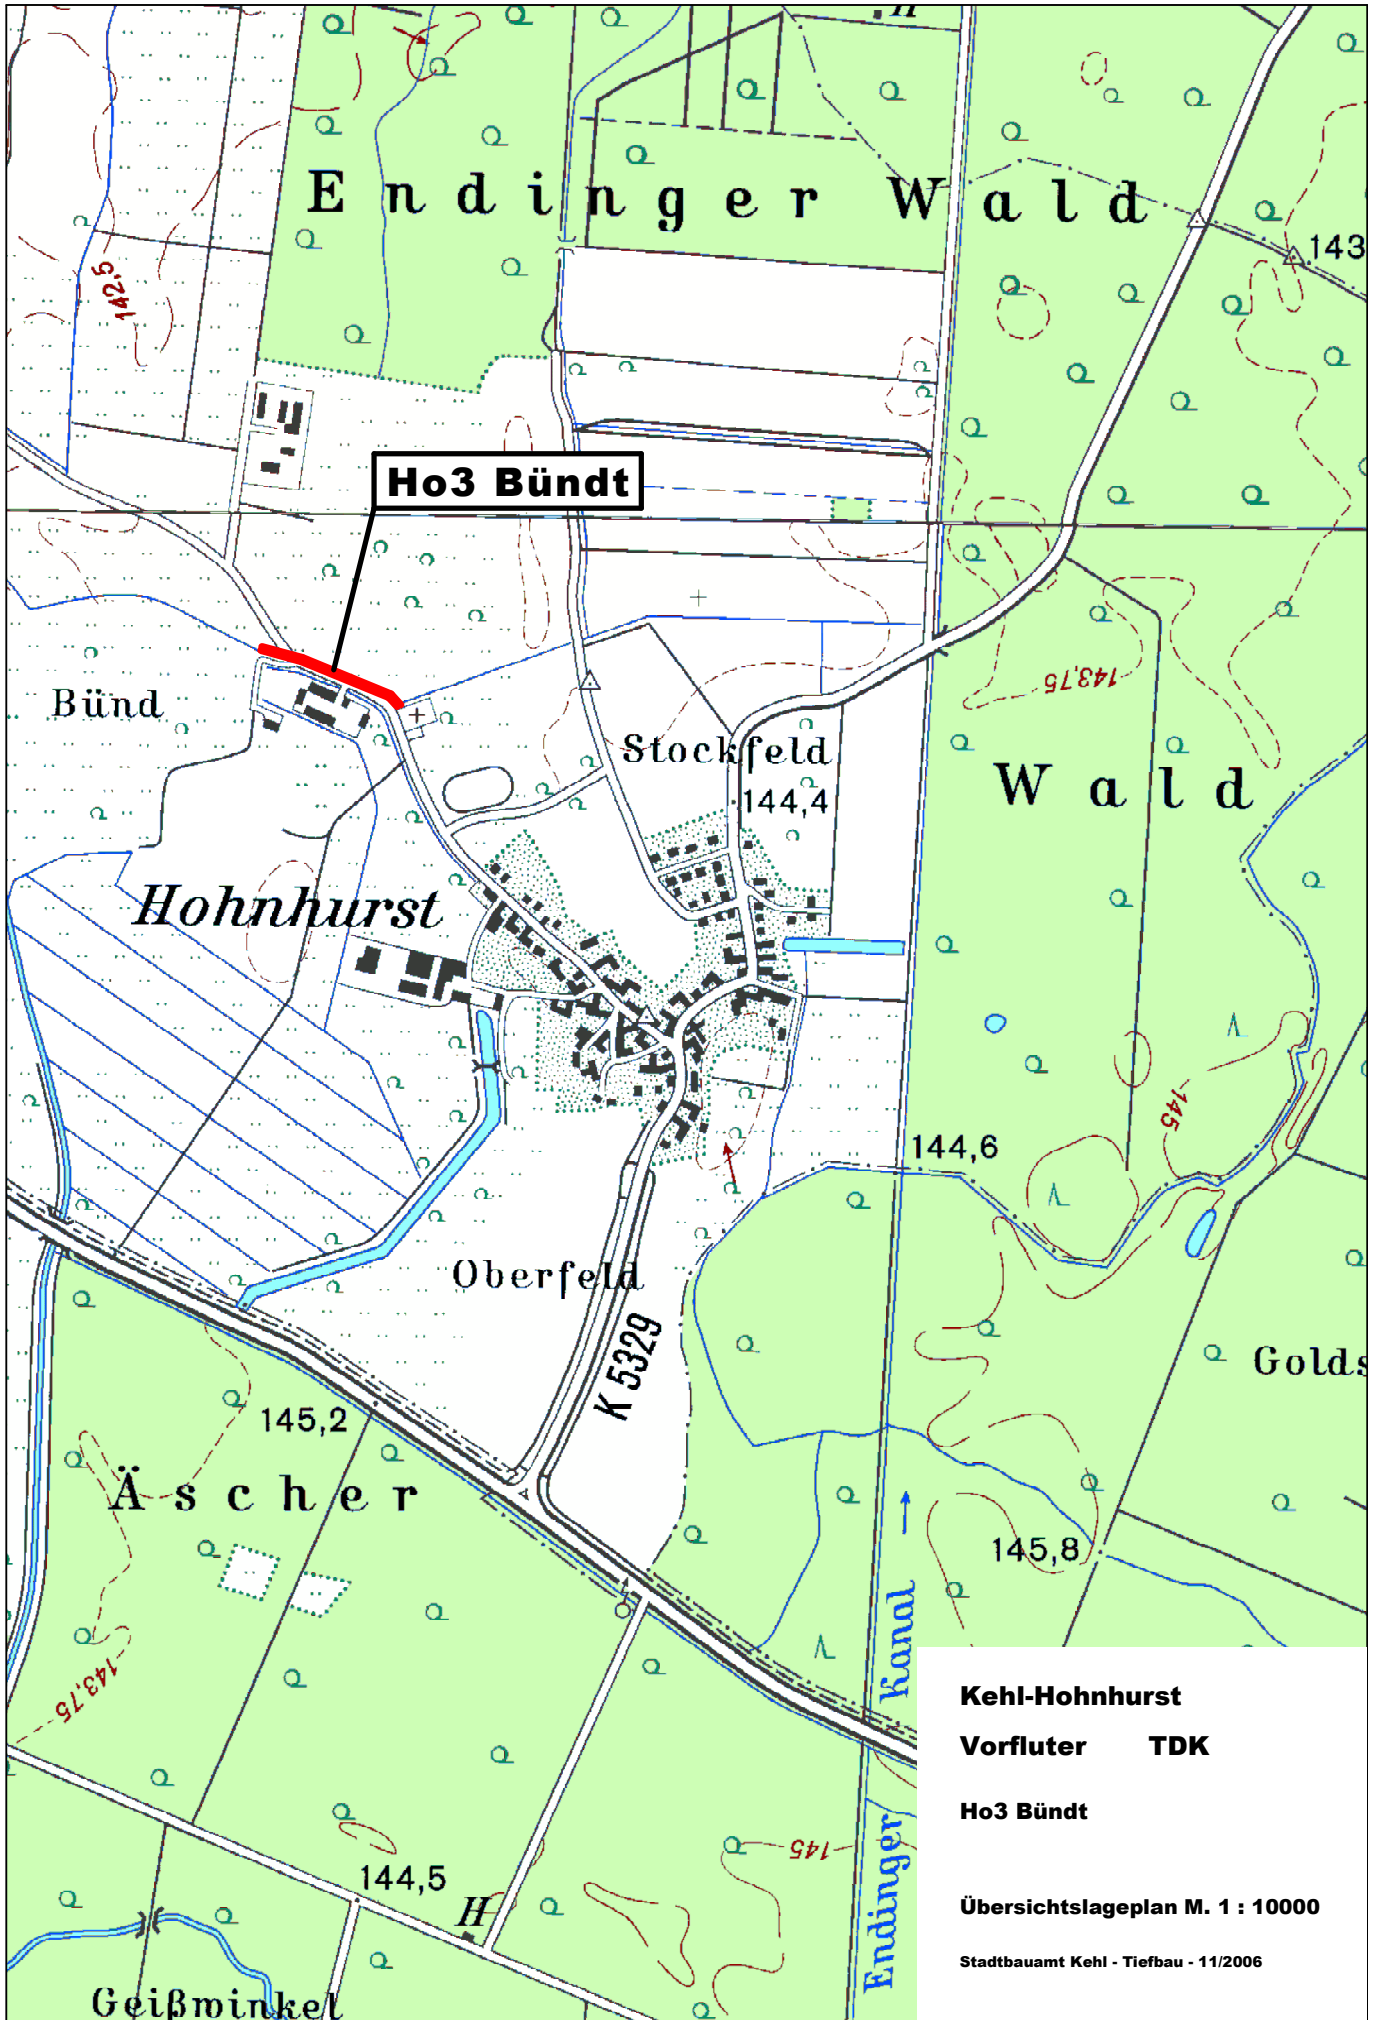 H
Endinger Wald
143
142,5
Ho3 Bündt
143,75
Bünd
Stockfeld
Wald
144,4
Hohnhurst
145
144,6
Oberfeld
K 5329
Golds
145,2
Äscher
145,8
143,75
Endinger Kanal
145
144,5
H
Geißwinkel
Kehl-Hohnhurst
Vorfluter TDK
Ho3 Bündt
Übersichtslageplan M. 1 : 10000
Stadtbauamt Kehl - Tiefbau - 11/2006